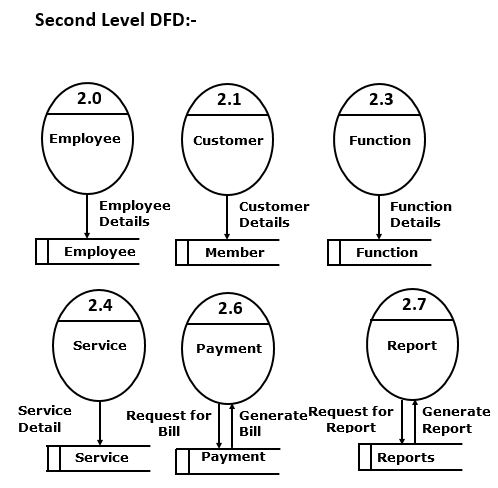 Second Level DFD:-
2.0
2.1
2.3
Employee
Customer
Function
Employee
Details
Customer
Details
Function
Details
Employee
Member
Function
2.4
2.6
2.7
Service
Payment
Report
Service
Detail
Request for
Bill
Generate
Bill
Request for
Report
Generate
Report
Service
Payment
Reports